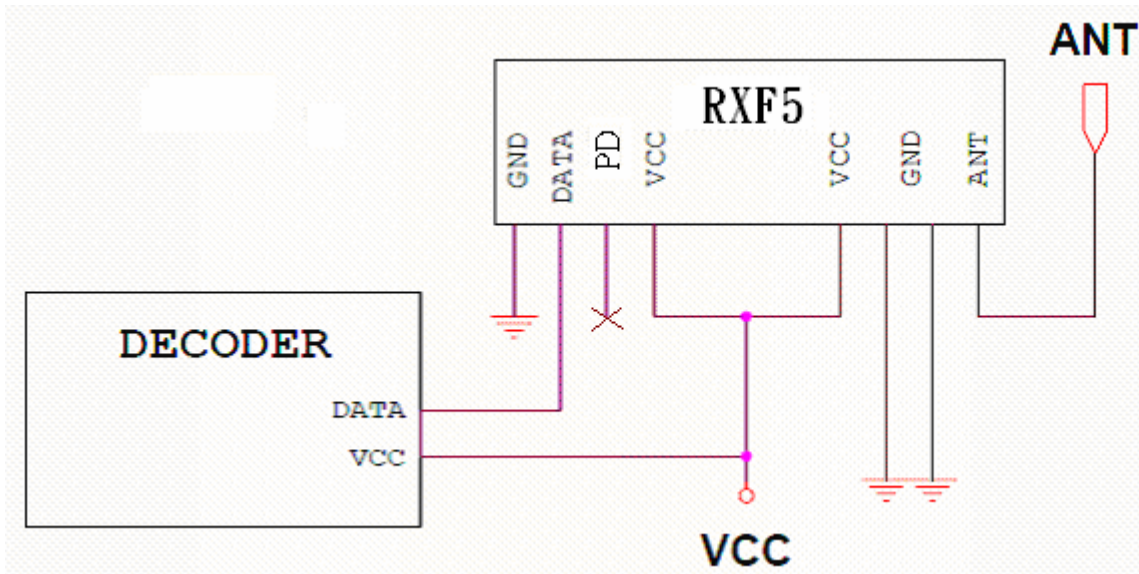 ANT
RXF5
GND
DATA
PD
VCC
VCC
GND
ANT
DECODER
DATA
VCC
VCC